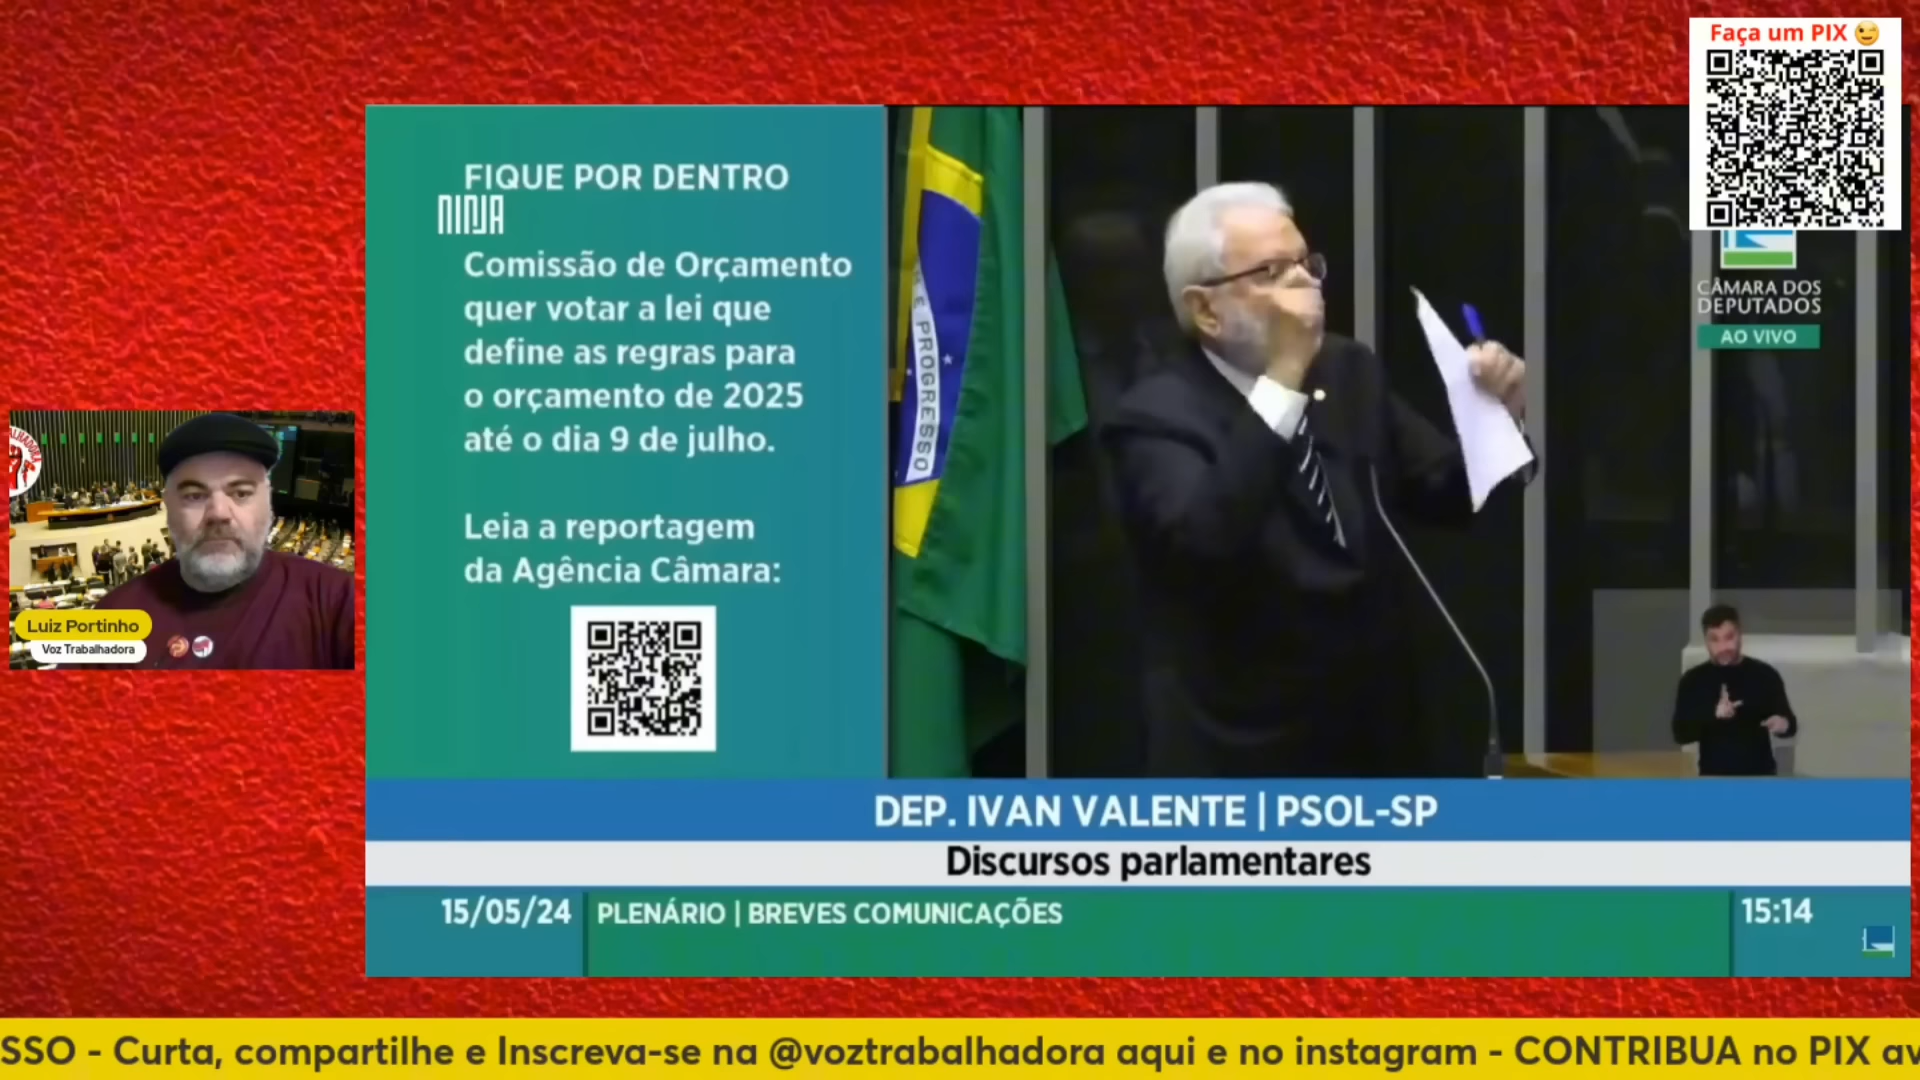 Faça um PIX
FIQUE POR DENTRO
NINJA
Comissão de Orçamento
quer votar a lei que
define as regras para
o orçamento de 2025
até o dia 9 de julho.
Leia a reportagem
da Agência Câmara:
E PROGRESSO
CÂMARA DOS
DEPUTADOS
AO VIVO
Luiz Portinho
Voz Trabalhadora
DEP. IVAN VALENTE | PSOL-SP
Discursos parlamentares
15/05/24
PLENÁRIO | BREVES COMUNICAÇÕES
15:14
SSO - Curta, compartilhe e Inscreva-se na @voztrabalhadora aqui e no instagram - CONTRIBUA no PIX av